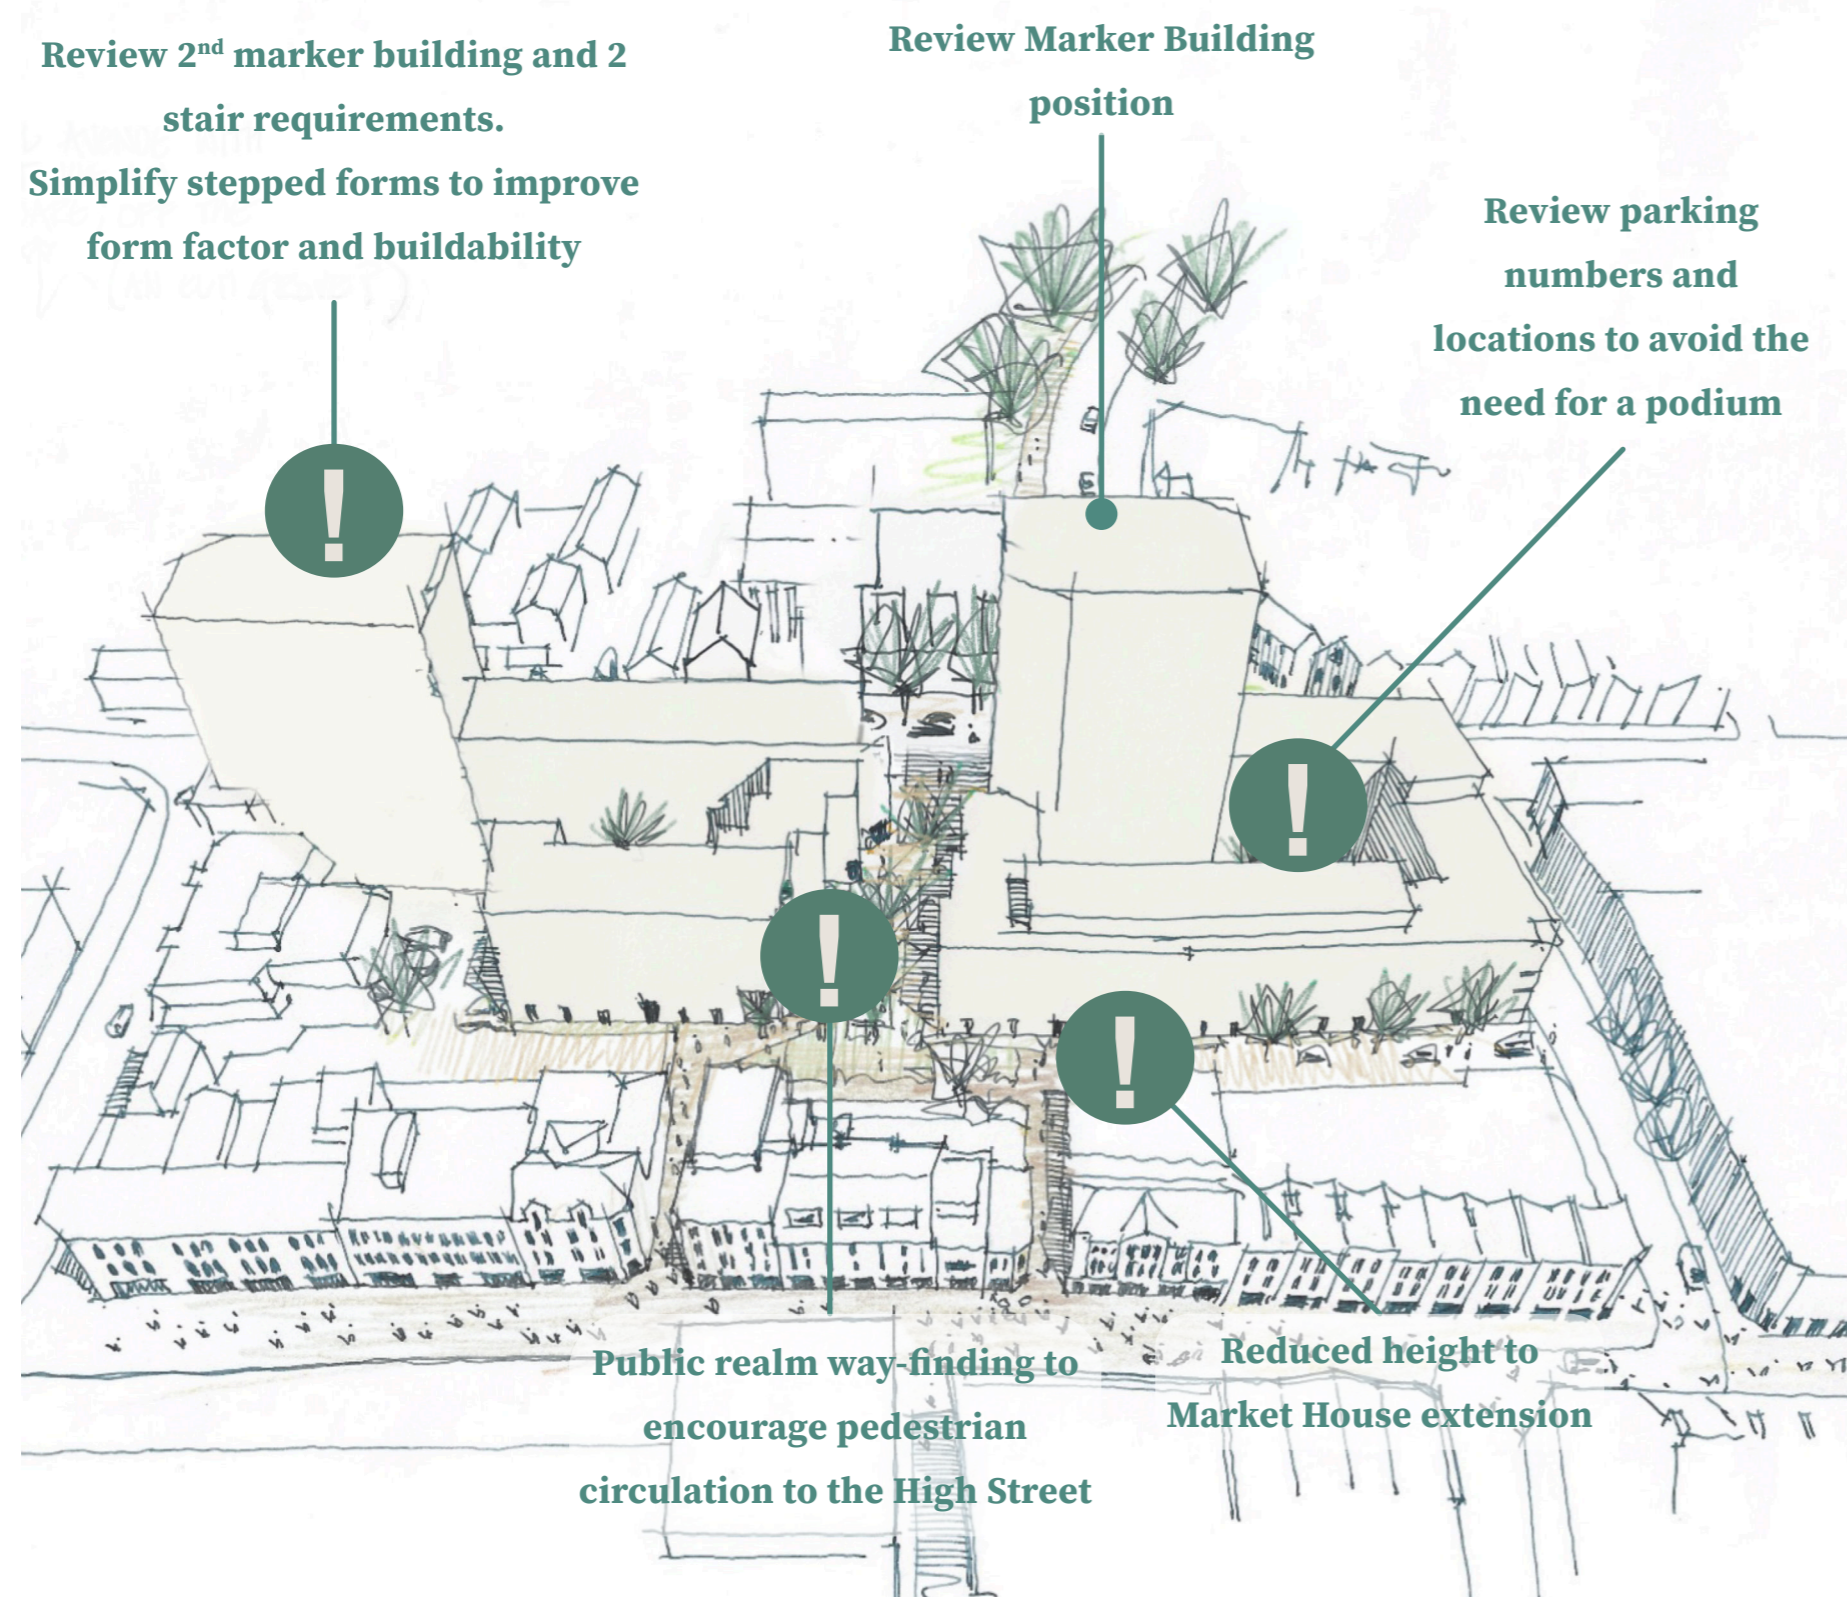 Review 2nd marker building and 2
stair requirements.
Simplify stepped forms to improve
form factor and buildability
Review Marker Building
position
Review parking
numbers and
locations to avoid the
need for a podium
!
!
!
!
Public realm way-finding to
encourage pedestrian
circulation to the High Street
Reduced height to
Market House extension